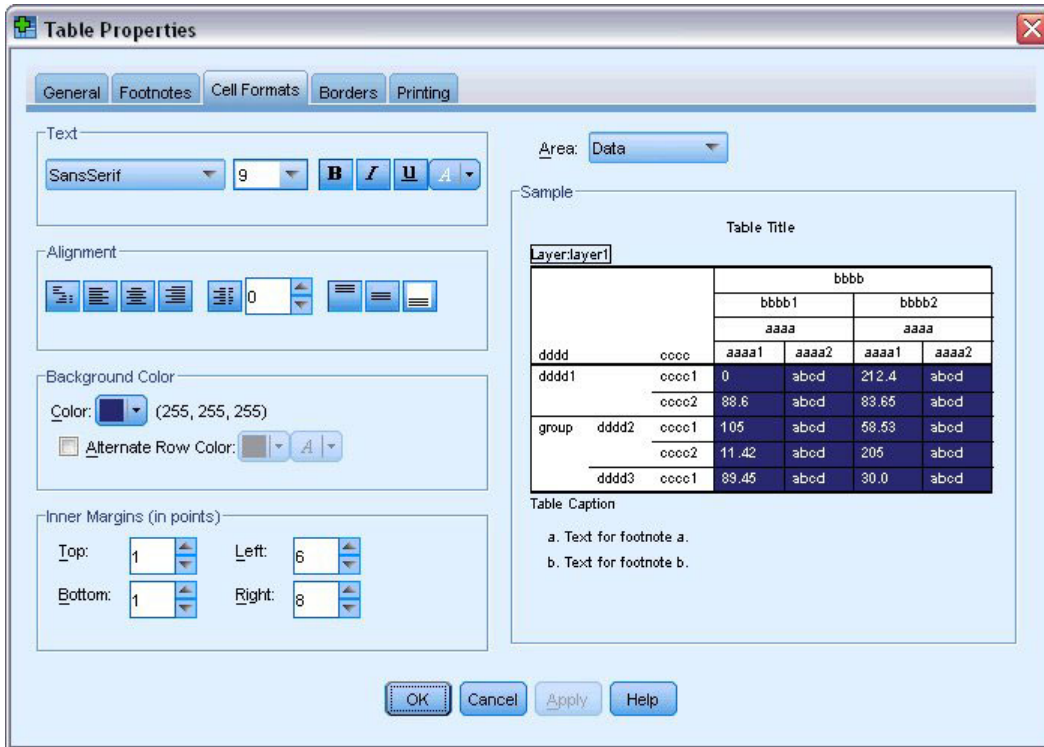 Table Properties
General Footnotes Cell Formats Borders Printing
Text
SansSerif 9 B I U A
Area: Data
Alignment
0
Background Color
Color: (255, 255, 255)
Alternate Row Color: A
Inner Margins (in points)
Top: 1 Left: 6
Bottom: 1 Right: 8
Sample
Table Title
Layer:layer1
bbbb
bbbb1 bbbb2
aaaa aaaa
dddd cccc aaaa1 aaaa2 aaaa1 aaaa2
dddd1 cccc1 0 abcd 212.4 abcd
cccc2 88.6 abcd 83.65 abcd
group dddd2 cccc1 105 abcd 58.53 abcd
cccc2 11.42 abcd 205 abcd
dddd3 cccc1 89.45 abcd 30.0 abcd
Table Caption
a. Text for footnote a.
b. Text for footnote b.
OK Cancel Apply Help